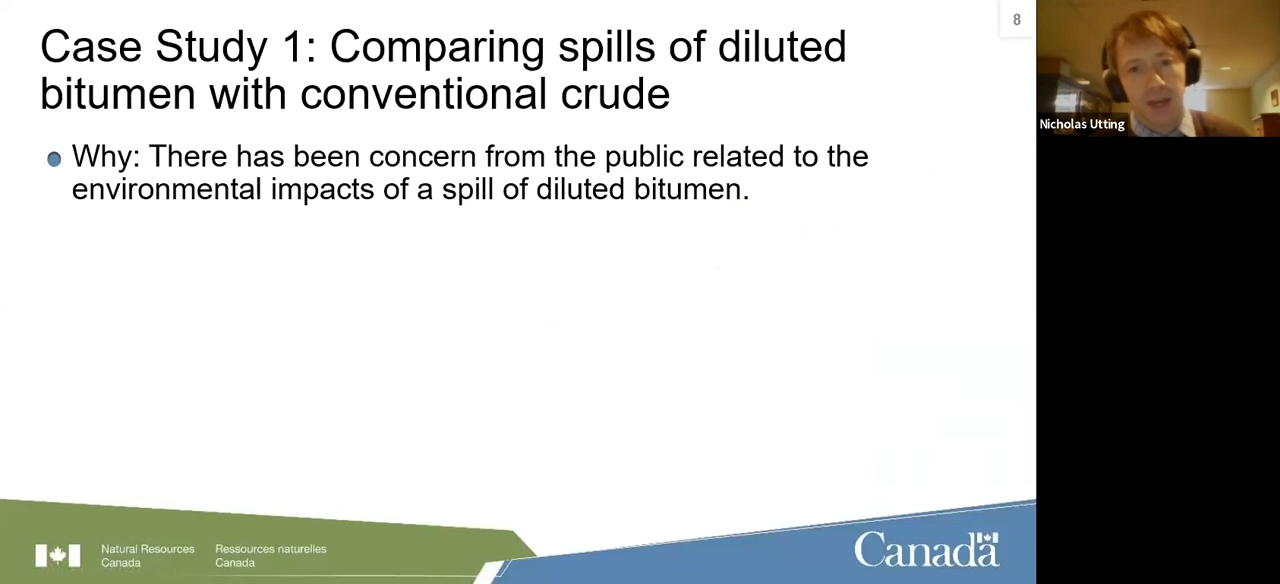 8
Case Study 1: Comparing spills of diluted
bitumen with conventional crude
Why: There has been concern from the public related to the
environmental impacts of a spill of diluted bitumen.
Nicholas Utting
Natural Resources
Canada
Ressources naturelles
Canada
Canada